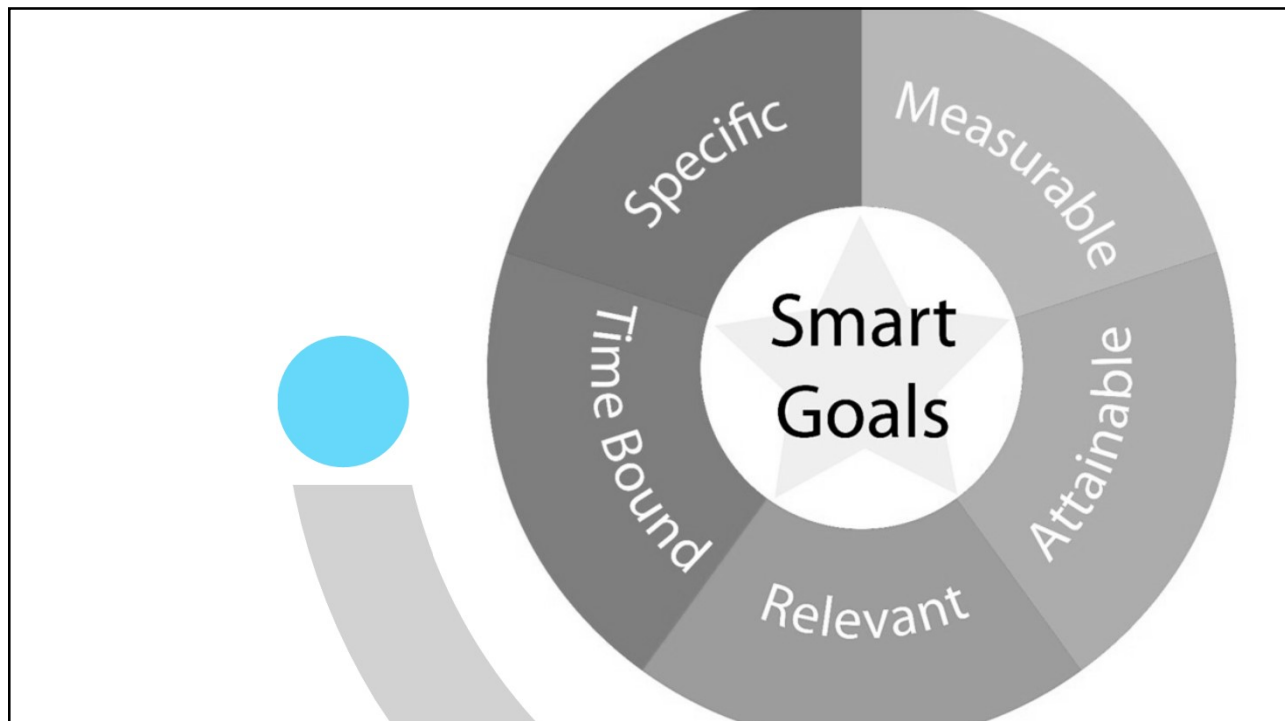 Specific
Measurable
Attainable
Relevant
Time Bound
Smart
Goals